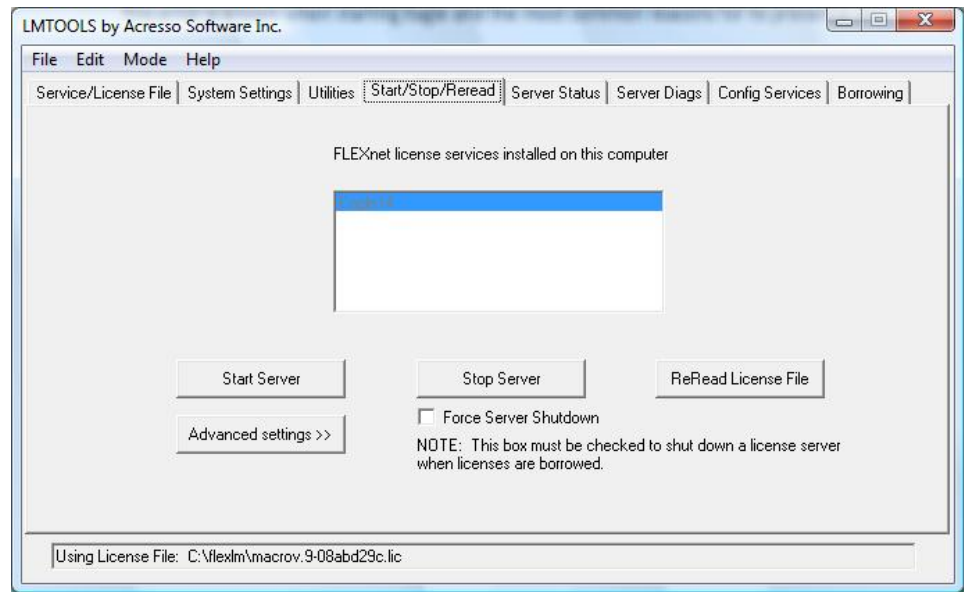 LMTOOLS by Acresso Software Inc.
File Edit Mode Help
Service/License File System Settings Utilities Start/Stop/Reread Server Status Server Diags Config Services Borrowing
FLEXnet license services installed on this computer
Start Server Stop Server ReRead License File
Advanced settings >> Force Server Shutdown
NOTE: This box must be checked to shut down a license server
when licenses are borrowed.
Using License File: C:\flexlm\macrov.9-08abd29c.lic